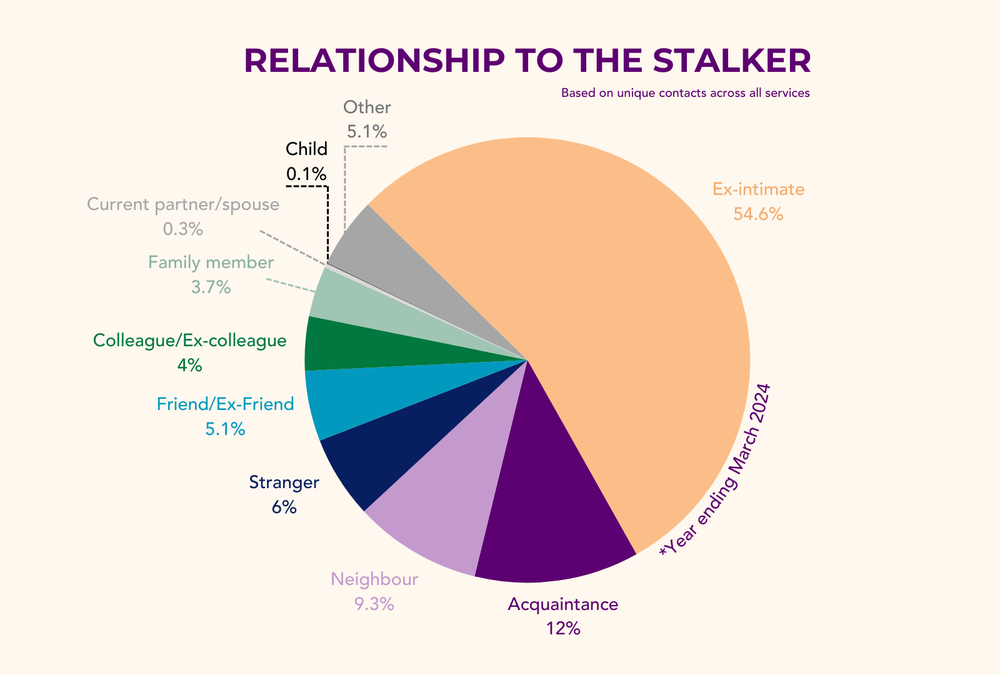 RELATIONSHIP TO THE STALKER
Based on unique contacts across all services
Other
5.1%
Child
0.1%
Current partner/spouse
0.3%
Family member
3.7%
Colleague/Ex-colleague
4%
Friend/Ex-Friend
5.1%
Stranger
6%
Neighbour
9.3%
Acquaintance
12%
Ex-intimate
54.6%
*Year ending March 2024